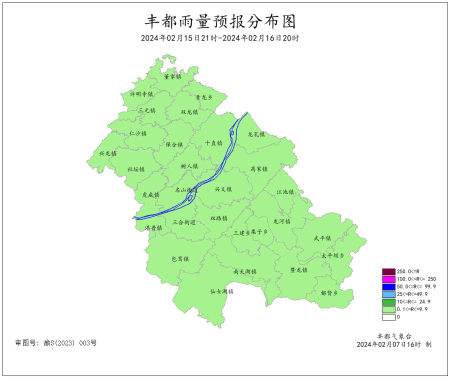 丰都雨量预报分布图
2024年02月15日21时-2024年02月16日20时
董家镇
许明寺镇
青龙乡
三元镇
双龙镇
仁沙镇
龙孔镇
保合镇
十直镇
兴龙镇
社坛镇
树人镇
高家镇
虎威镇
名山街
兴义镇
江池镇
湛普镇
三合街道
双路镇
龙河镇
三建乡
栗子乡
武平镇
包鸾镇
太平坝乡
南天湖镇
暨龙镇
仙女湖镇
都督乡
250.0<=R
100.0<=R< 250
50.0<=R< 99.9
25<=R<49.9
10<=R< 24.9
0.1<=R<9.9
0
丰都气象台
审图号: 渝S(2023) 003号
2024年02月07日16时 制